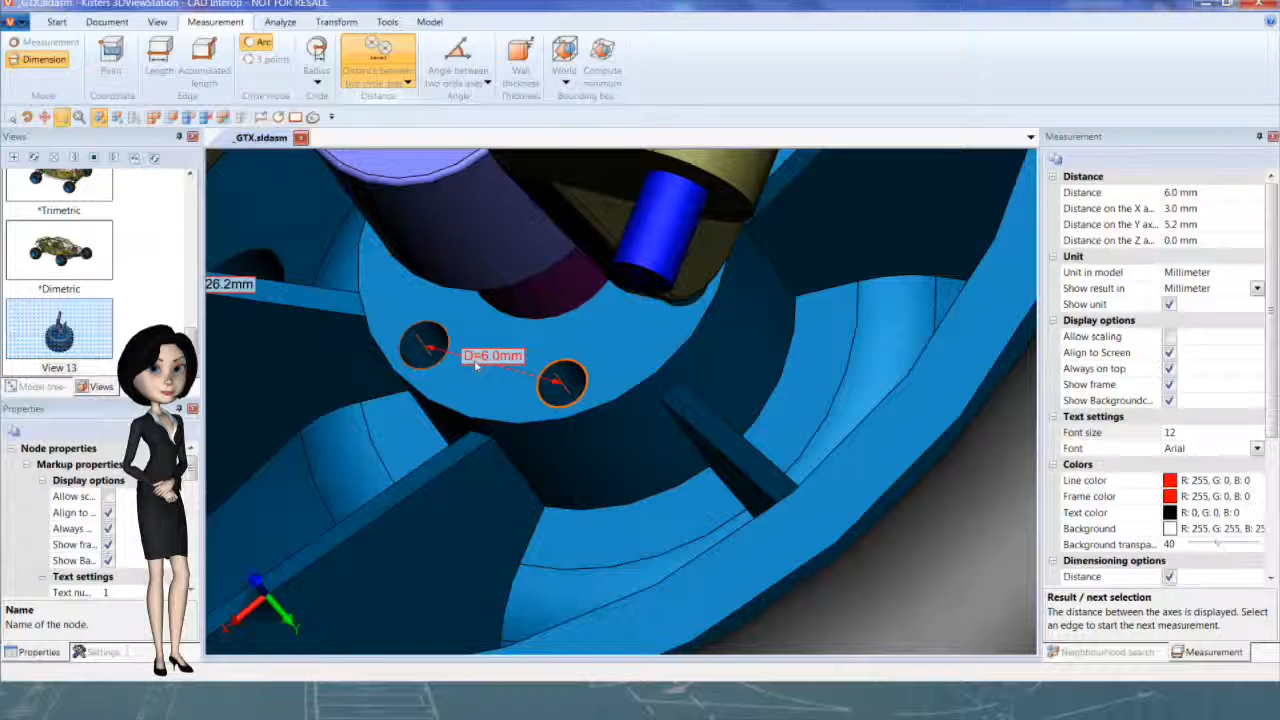 _GTX.sldasm - Kisters 3DViewStation - CAD Interop - NOT FOR RESALE
Start Document View Measurement Analyze Transform Tools Model
Measurement
Dimension
Mode
Point
Coordinate
Length
Accumulated length
Edge
Arc
3 points
Circle mode
Radius
Circle
Distance between two circle axes
Distance
Angle between two circle axes
Angle
Wall thickness
Thickness
World
Compute minimum
Bounding box
Views
_GTX.sldasm
*Trimetric
*Dimetric
View 13
Model tree
Views
Properties
Node properties
Markup properties
Display options
Allow sc...
Align to ...
Always ...
Show fra...
Show Ba...
Text settings
Text nu... 1
Name
Name of the node.
Properties
Settings
26.2mm
D=6.0mm
X
Y
Measurement
Distance
Distance 6.0 mm
Distance on the X a... 3.0 mm
Distance on the Y ax... 5.2 mm
Distance on the Z a... 0.0 mm
Unit
Unit in model Millimeter
Show result in Millimeter
Show unit
Display options
Allow scaling
Align to Screen
Always on top
Show frame
Show Backgroundc...
Text settings
Font size 12
Font Arial
Colors
Line color R: 255, G: 0, B: 0
Frame color R: 255, G: 0, B: 0
Text color R: 0, G: 0, B: 0
Background R: 255, G: 255, B: 25
Background transpa... 40
Dimensioning options
Distance
Result / next selection
The distance between the axes is displayed. Select
an edge to start the next measurement.
Neighbourhood search
Measurement